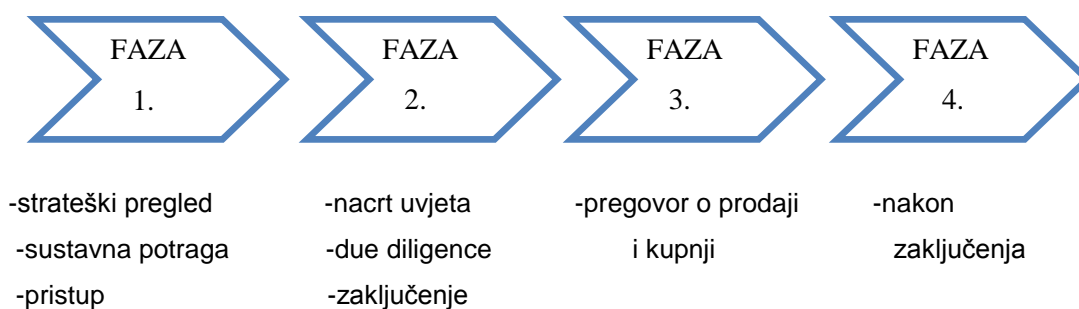 FAZA
1.
FAZA
2.
FAZA
3.
FAZA
4.
-strateški pregled
-sustavna potraga
-pristup
-nacrt uvjeta
-due diligence
-zaključenje
-pregovor o prodaji
i kupnji
-nakon
zaključenja